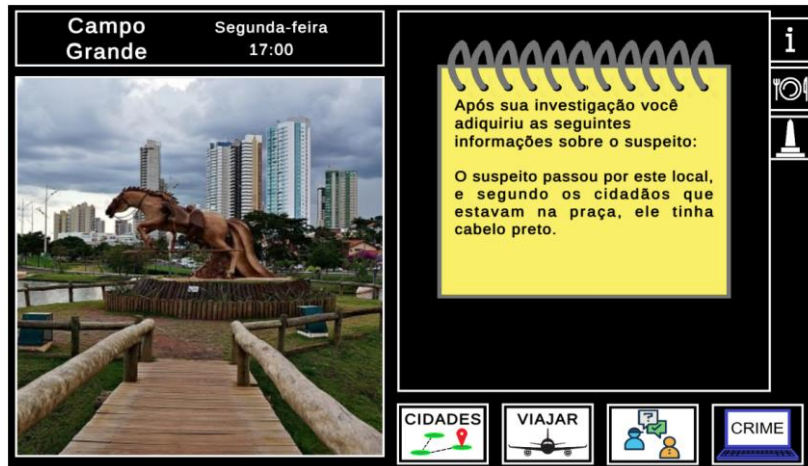 Campo
Grande
Segunda-feira
17:00
Após sua investigação você
adiquiriu as seguintes
informações sobre o suspeito:
O suspeito passou por este local,
e segundo os cidadãos que
estavam na praça, ele tinha
cabelo preto.
i
CIDADES
VIAJAR
?
CRIME